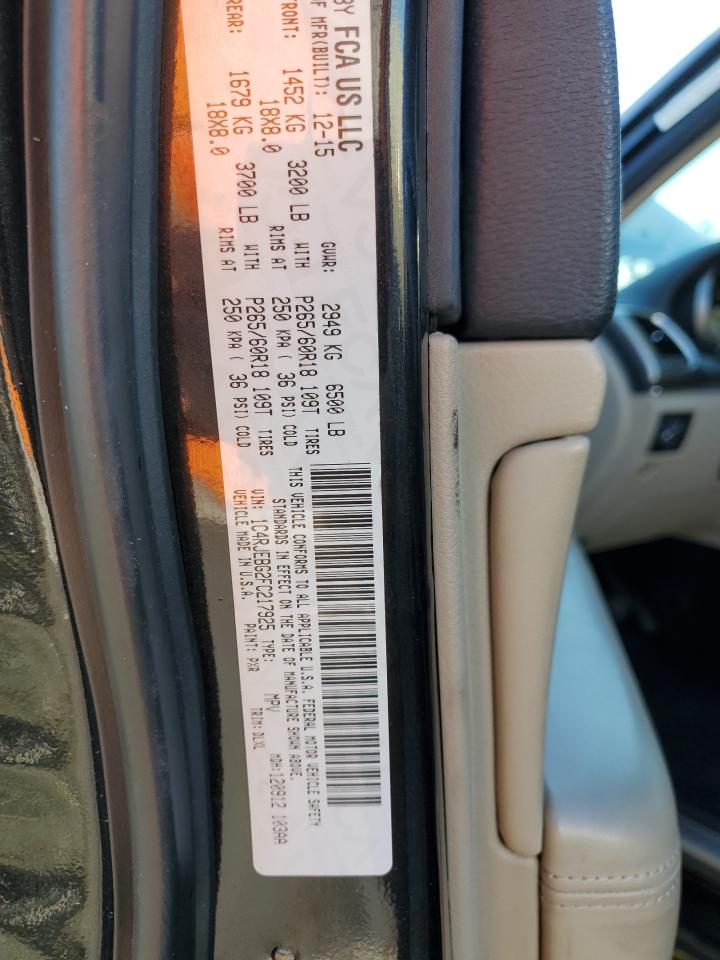 BY FCA US LLC
OF MFR(BUILT): 12-15 GVWR: 2949 KG 6500 LB
FRONT: 1452 KG 3200 LB WITH P265/60R18 109T TIRES
18X8.0 RIMS AT 250 KPA ( 36 PSI) COLD
REAR: 1679 KG 3700 LB WITH P265/60R18 109T TIRES
18X8.0 RIMS AT 250 KPA ( 36 PSI) COLD
THIS VEHICLE CONFORMS TO ALL APPLICABLE U.S.A. FEDERAL MOTOR VEHICLE SAFETY
STANDARDS IN EFFECT ON THE DATE OF MANUFACTURE SHOWN ABOVE.
VIN: 1C4RJEBG2FC217925 TYPE: MPV MDH:120912 103AA
VEHICLE MADE IN U.S.A. PAINT: PXR TRIM: DLXL